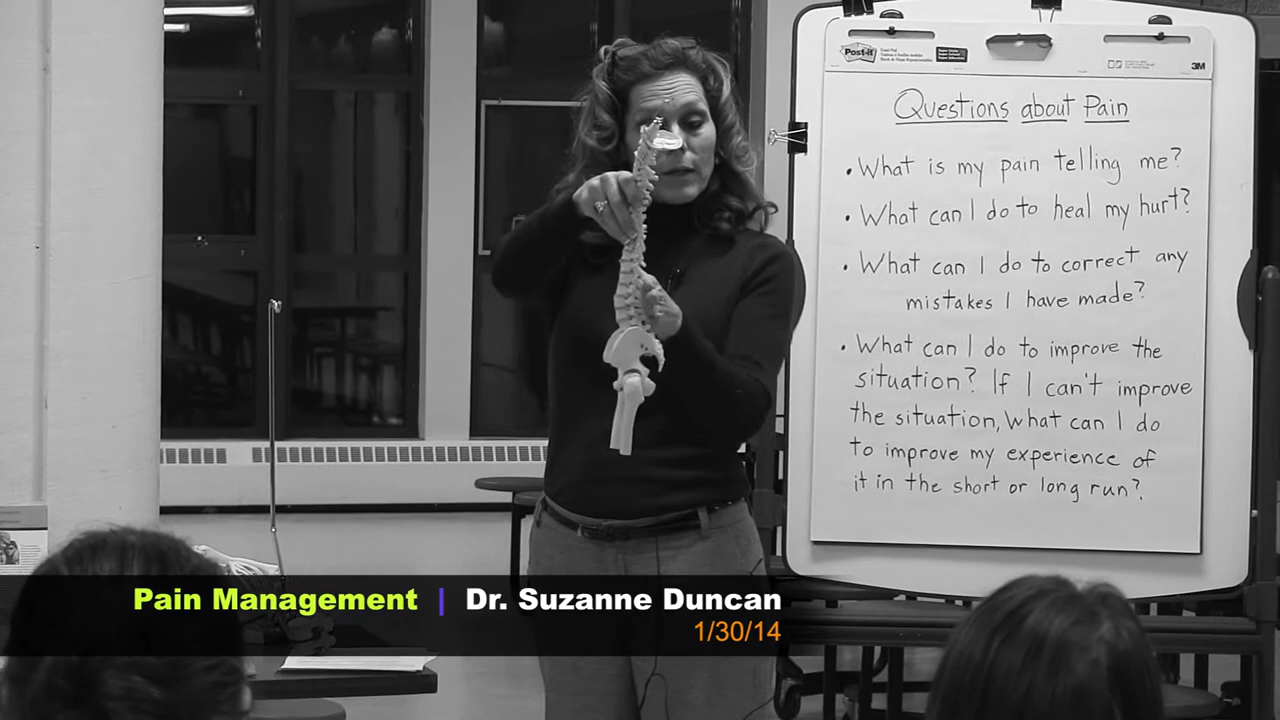 Post-it
3M
Questions about Pain
• What is my pain telling me?
• What can I do to heal my hurt?
• What can I do to correct any
mistakes I have made?
• What can I do to improve the
situation? If I can't improve
the situation, What can I do
to improve my experience of
it in the short or long run?
Pain Management | Dr. Suzanne Duncan
1/30/14